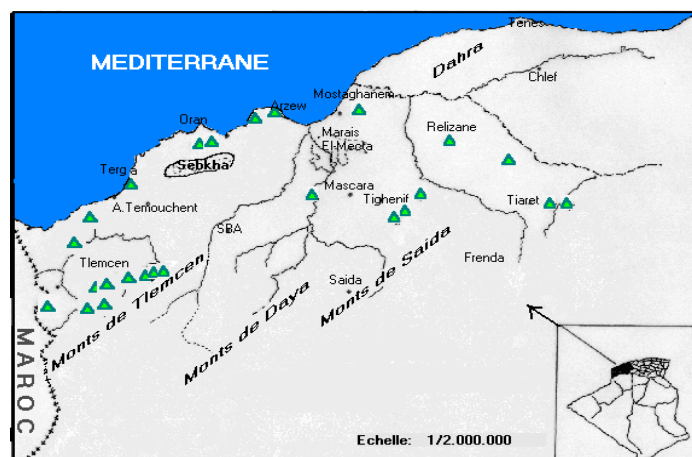 Tenes
MEDITERRANE
Dahra
Chlef
Mostaghanem
Arzew
Oran
Relizane
Marais
El-Mecta
Sebkha
Terga
Mascara
Tighenif
Tiaret
A.Temouchent
SBA
Tlemcen
Frenda
Saida
Monts de Tlemcen
Monts de Daya
Monts de Saida
MAROC
Echelle: 1/2.000.000